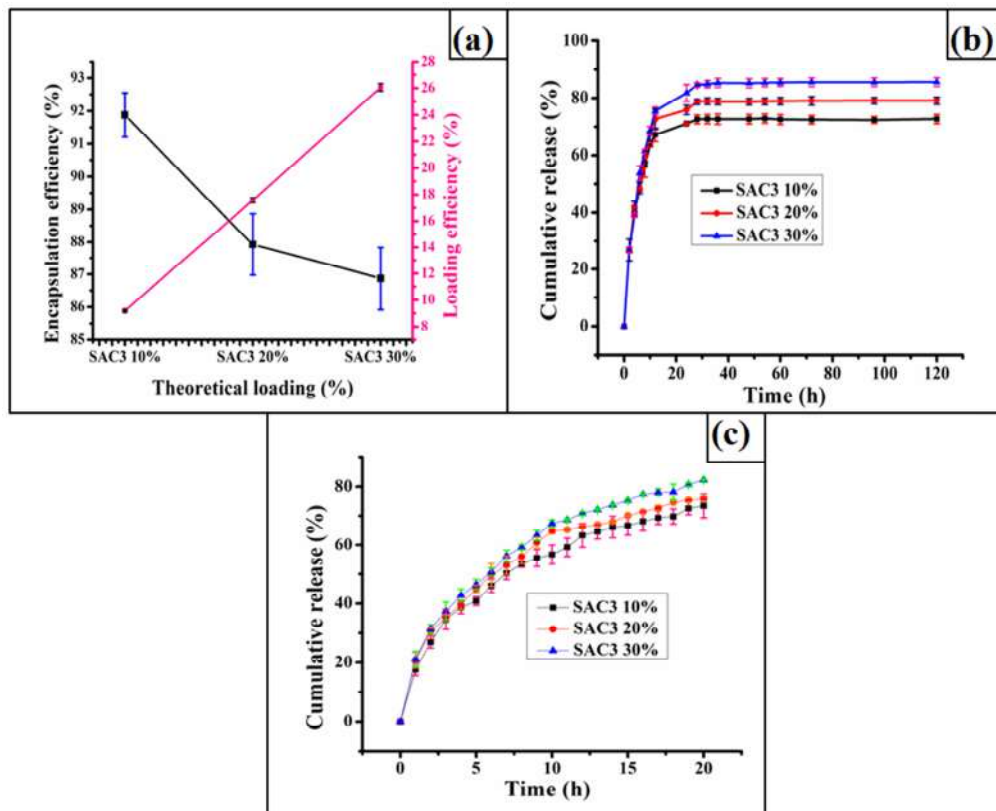 (a)
Encapsulation efficiency (%)
93
92
91
90
89
88
87
86
85
28
26
24
22
20
18
16
14
12
10
8
Loading efficiency (%)
SAC3 10% SAC3 20% SAC3 30%
Theoretical loading (%)
(b)
Cumulative release (%)
100
80
60
40
20
0
SAC3 10%
SAC3 20%
SAC3 30%
0 20 40 60 80 100 120
Time (h)
(c)
Cumulative release (%)
80
60
40
20
0
SAC3 10%
SAC3 20%
SAC3 30%
0 5 10 15 20
Time (h)